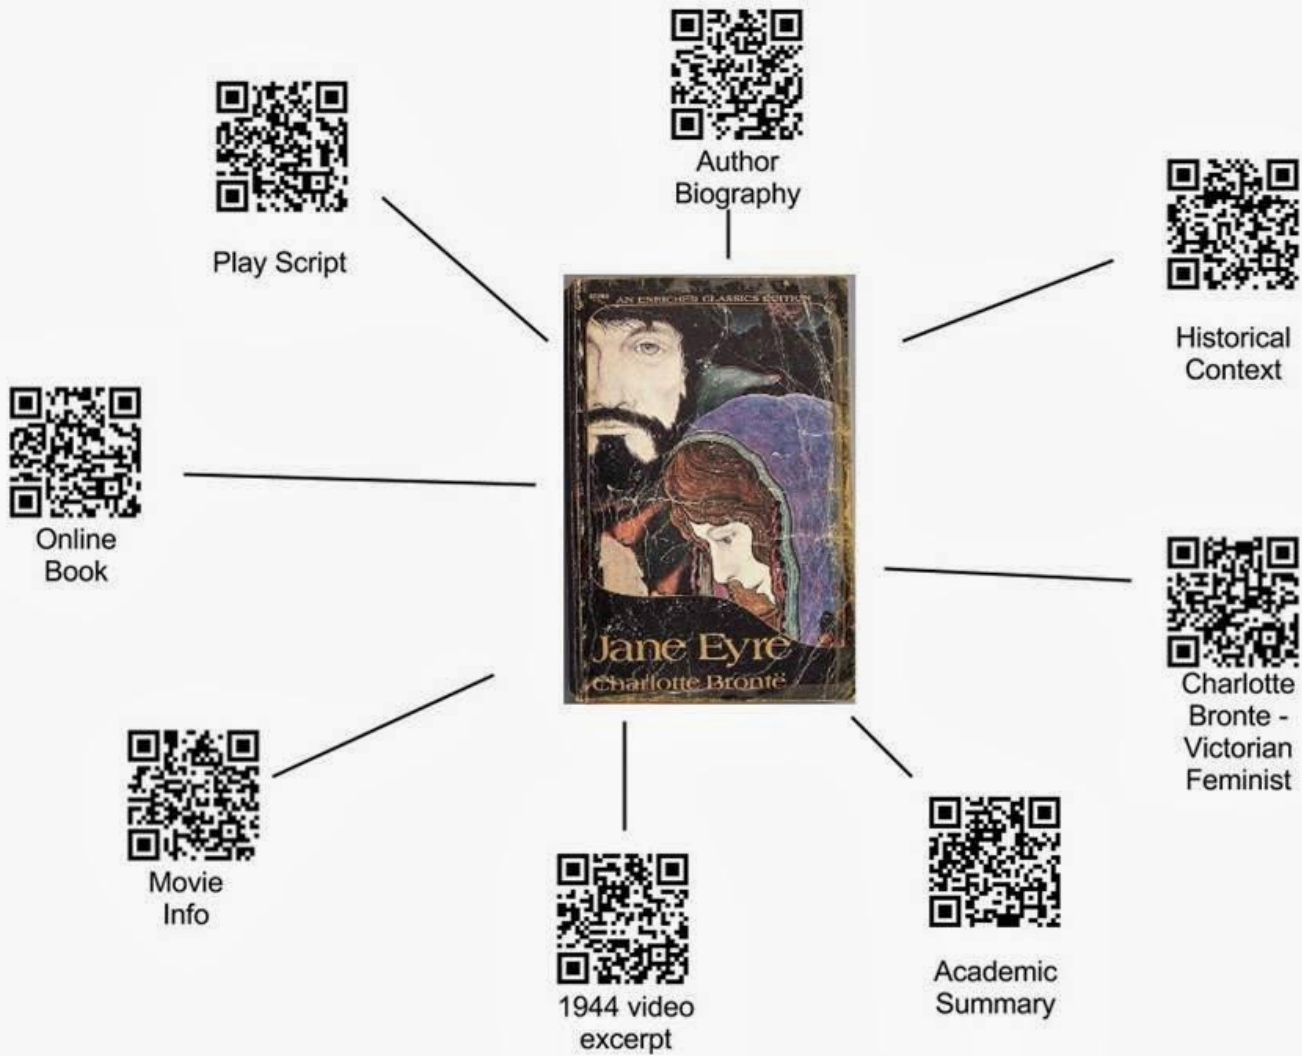 Author
Biography
Play Script
Historical
Context
AN ENRICHED CLASSICS EDITION
Online
Book
Jane Eyre
Charlotte Brontë
Charlotte
Bronte -
Victorian
Feminist
Movie
Info
Academic
Summary
1944 video
excerpt